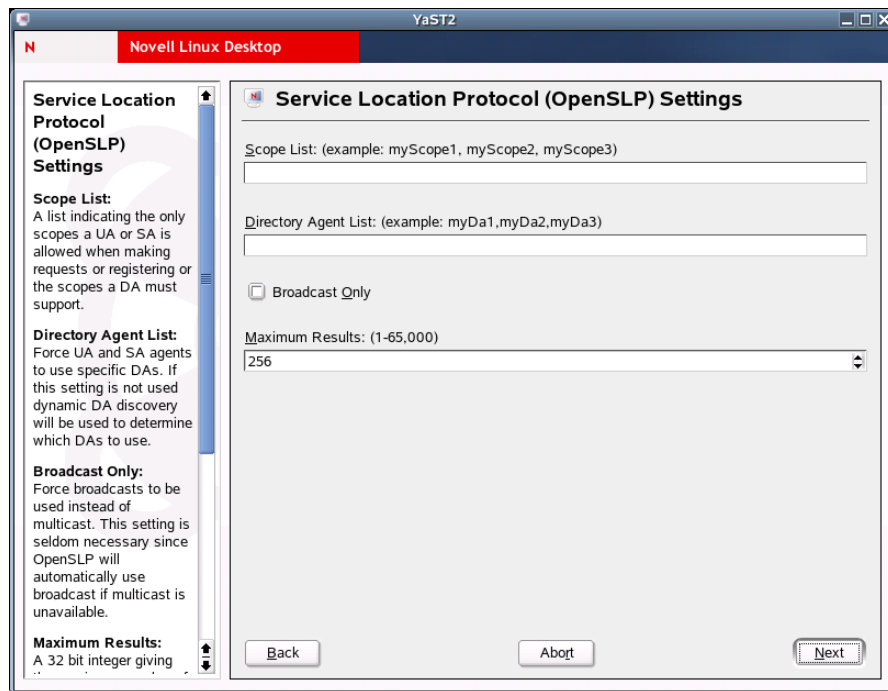 YaST2
N
Novell Linux Desktop
Service Location
Protocol
(OpenSLP)
Settings
Scope List:
A list indicating the only
scopes a UA or SA is
allowed when making
requests or registering or
the scopes a DA must
support.
Directory Agent List:
Force UA and SA agents
to use specific DAs. If
this setting is not used
dynamic DA discovery
will be used to determine
which DAs to use.
Broadcast Only:
Force broadcasts to be
used instead of
multicast. This setting is
seldom necessary since
OpenSLP will
automatically use
broadcast if multicast is
unavailable.
Maximum Results:
A 32 bit integer giving
Service Location Protocol (OpenSLP) Settings
Scope List: (example: myScope1, myScope2, myScope3)
Directory Agent List: (example: myDa1,myDa2,myDa3)
Broadcast Only
Maximum Results: (1-65,000)
256
Back
Abort
Next